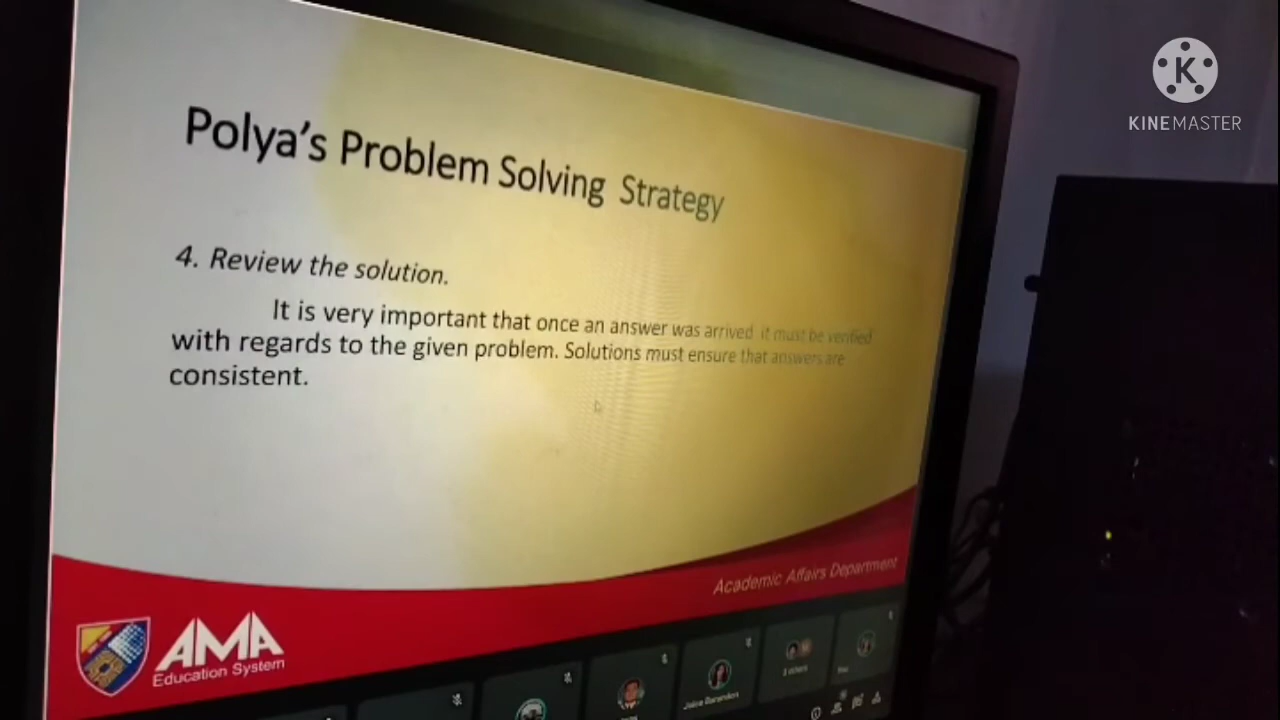 KINEMASTER
Polya's Problem Solving Strategy
4. Review the solution.
It is very important that once an answer was arrived it must be verified
with regards to the given problem. Solutions must ensure that answers are
consistent.
Academic Affairs Department
AMA
Education System
You